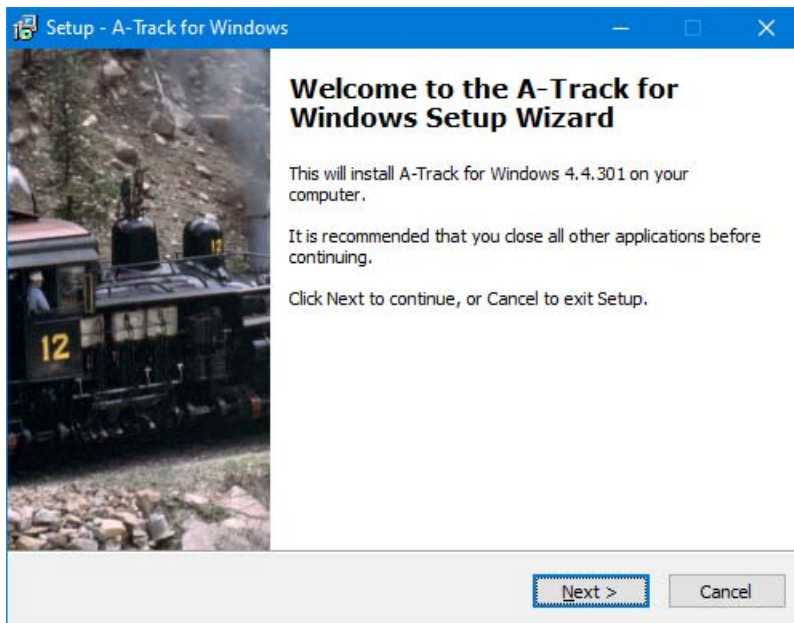 Setup - A-Track for Windows
Welcome to the A-Track for
Windows Setup Wizard
This will install A-Track for Windows 4.4.301 on your
computer.
It is recommended that you close all other applications before
continuing.
Click Next to continue, or Cancel to exit Setup.
12
12
Next >
Cancel